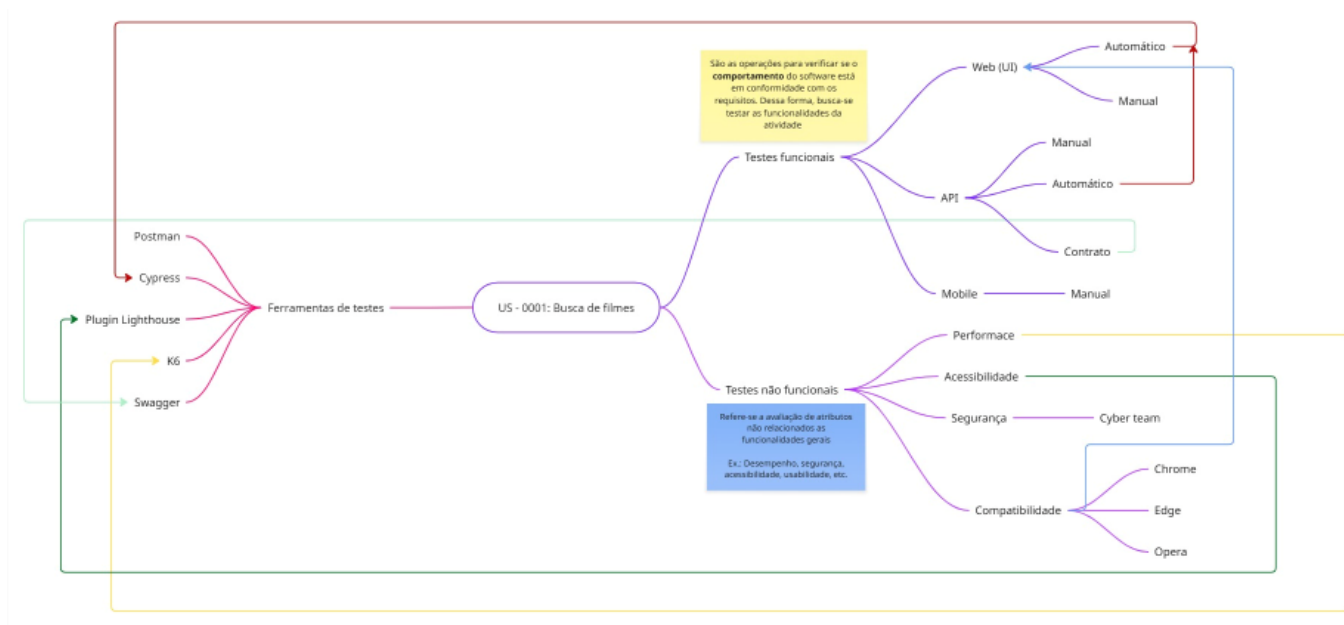 São as operações para verificar se o
comportamento do software está
em conformidade com os
requisitos. Dessa forma, busca-se
testar as funcionalidades da
atividade
Automático
Web (UI)
Manual
Testes funcionais
Manual
Automático
API
Contrato
Mobile
Manual
Postman
Cypress
Plugin Lighthouse
K6
Swagger
Ferramentas de testes
US - 0001: Busca de filmes
Performace
Acessibilidade
Testes não funcionais
Segurança
Cyber team
Refere-se a avaliação de atributos
não relacionados as
funcionalidades gerais
Ex.: Desempenho, segurança,
acessibilidade, usabilidade, etc.
Chrome
Compatibilidade
Edge
Opera